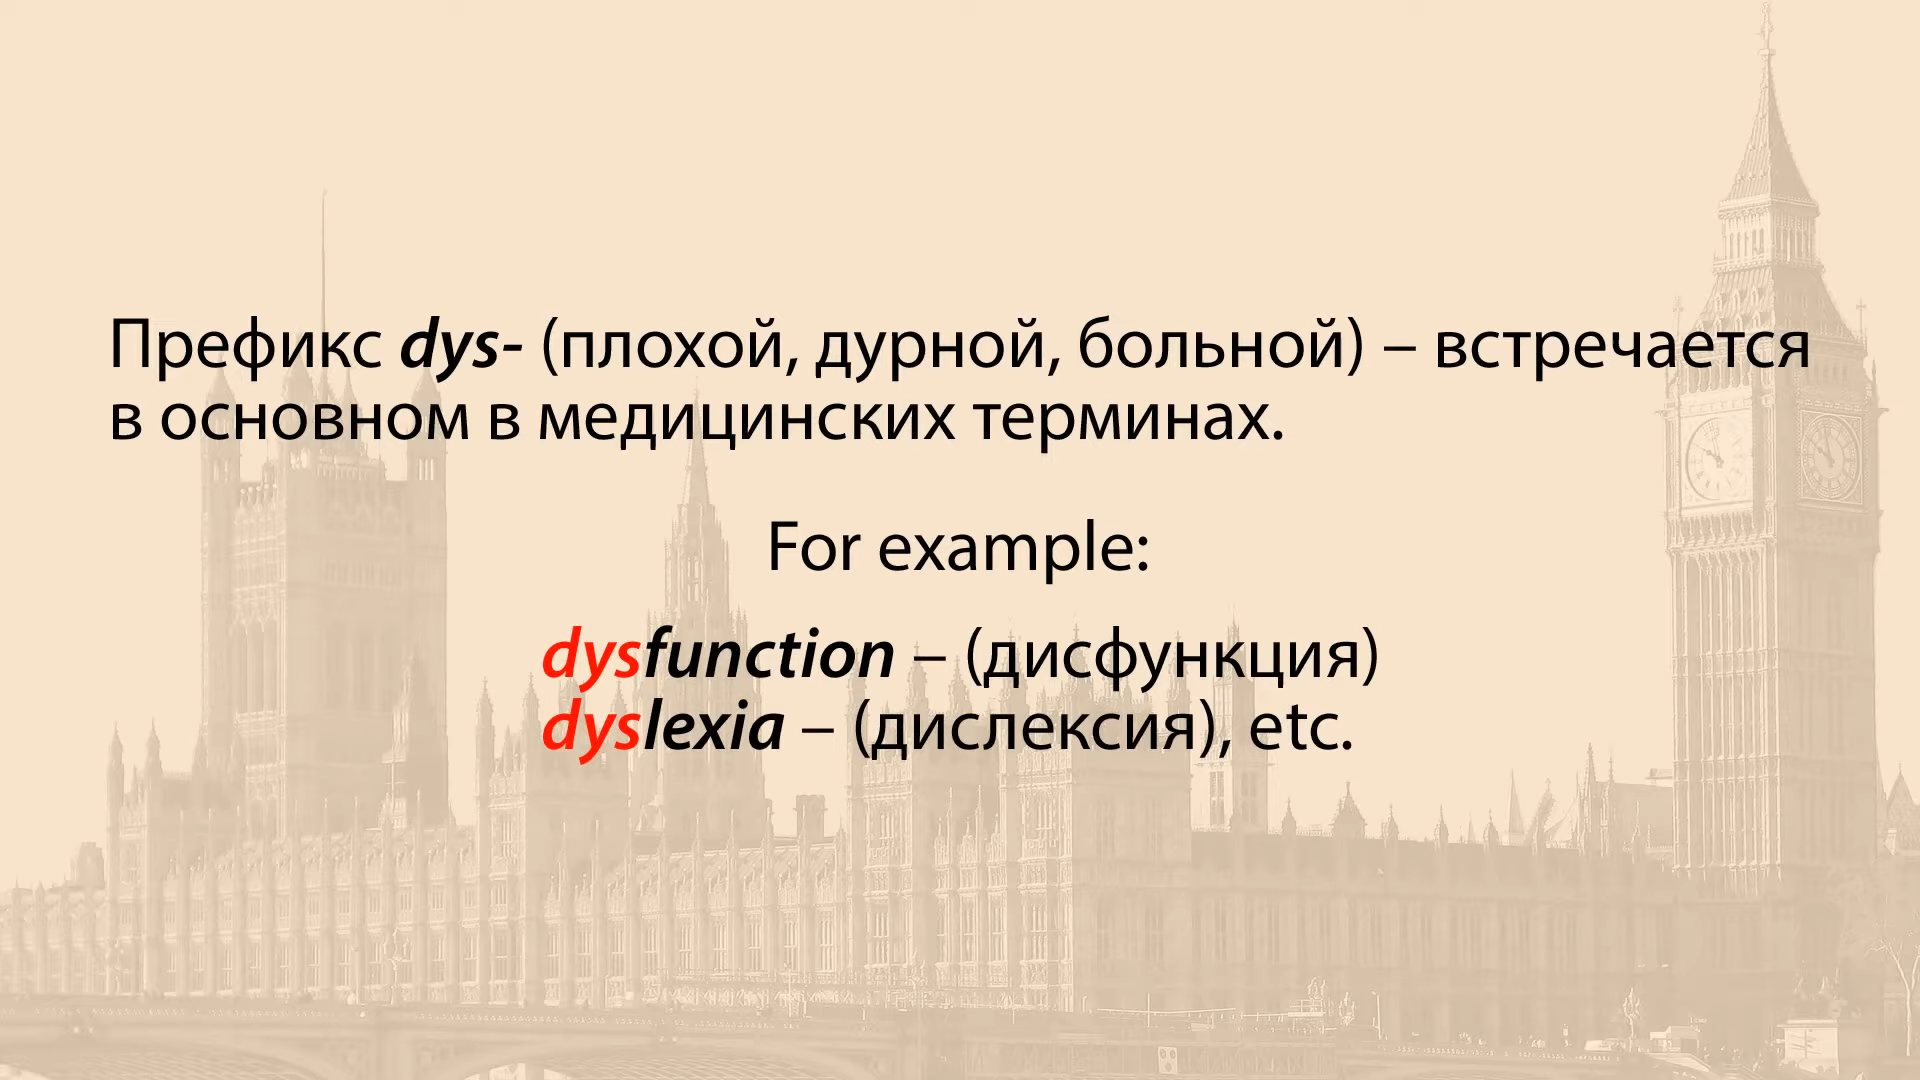 Префикс dys- (плохой, дурной, больной) – встречается
в основном в медицинских терминах.
For example:
dysfunction – (дисфункция)
dyslexia – (дислексия), etc.